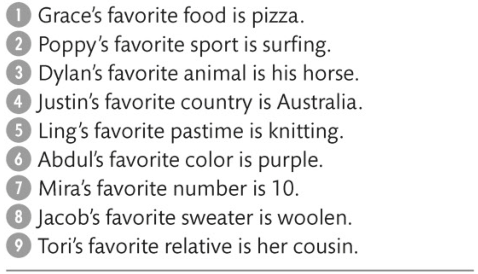 1 Grace's favorite food is pizza.
2 Poppy's favorite sport is surfing.
3 Dylan's favorite animal is his horse.
4 Justin's favorite country is Australia.
5 Ling's favorite pastime is knitting.
6 Abdul's favorite color is purple.
7 Mira's favorite number is 10.
8 Jacob's favorite sweater is woolen.
9 Tori's favorite relative is her cousin.